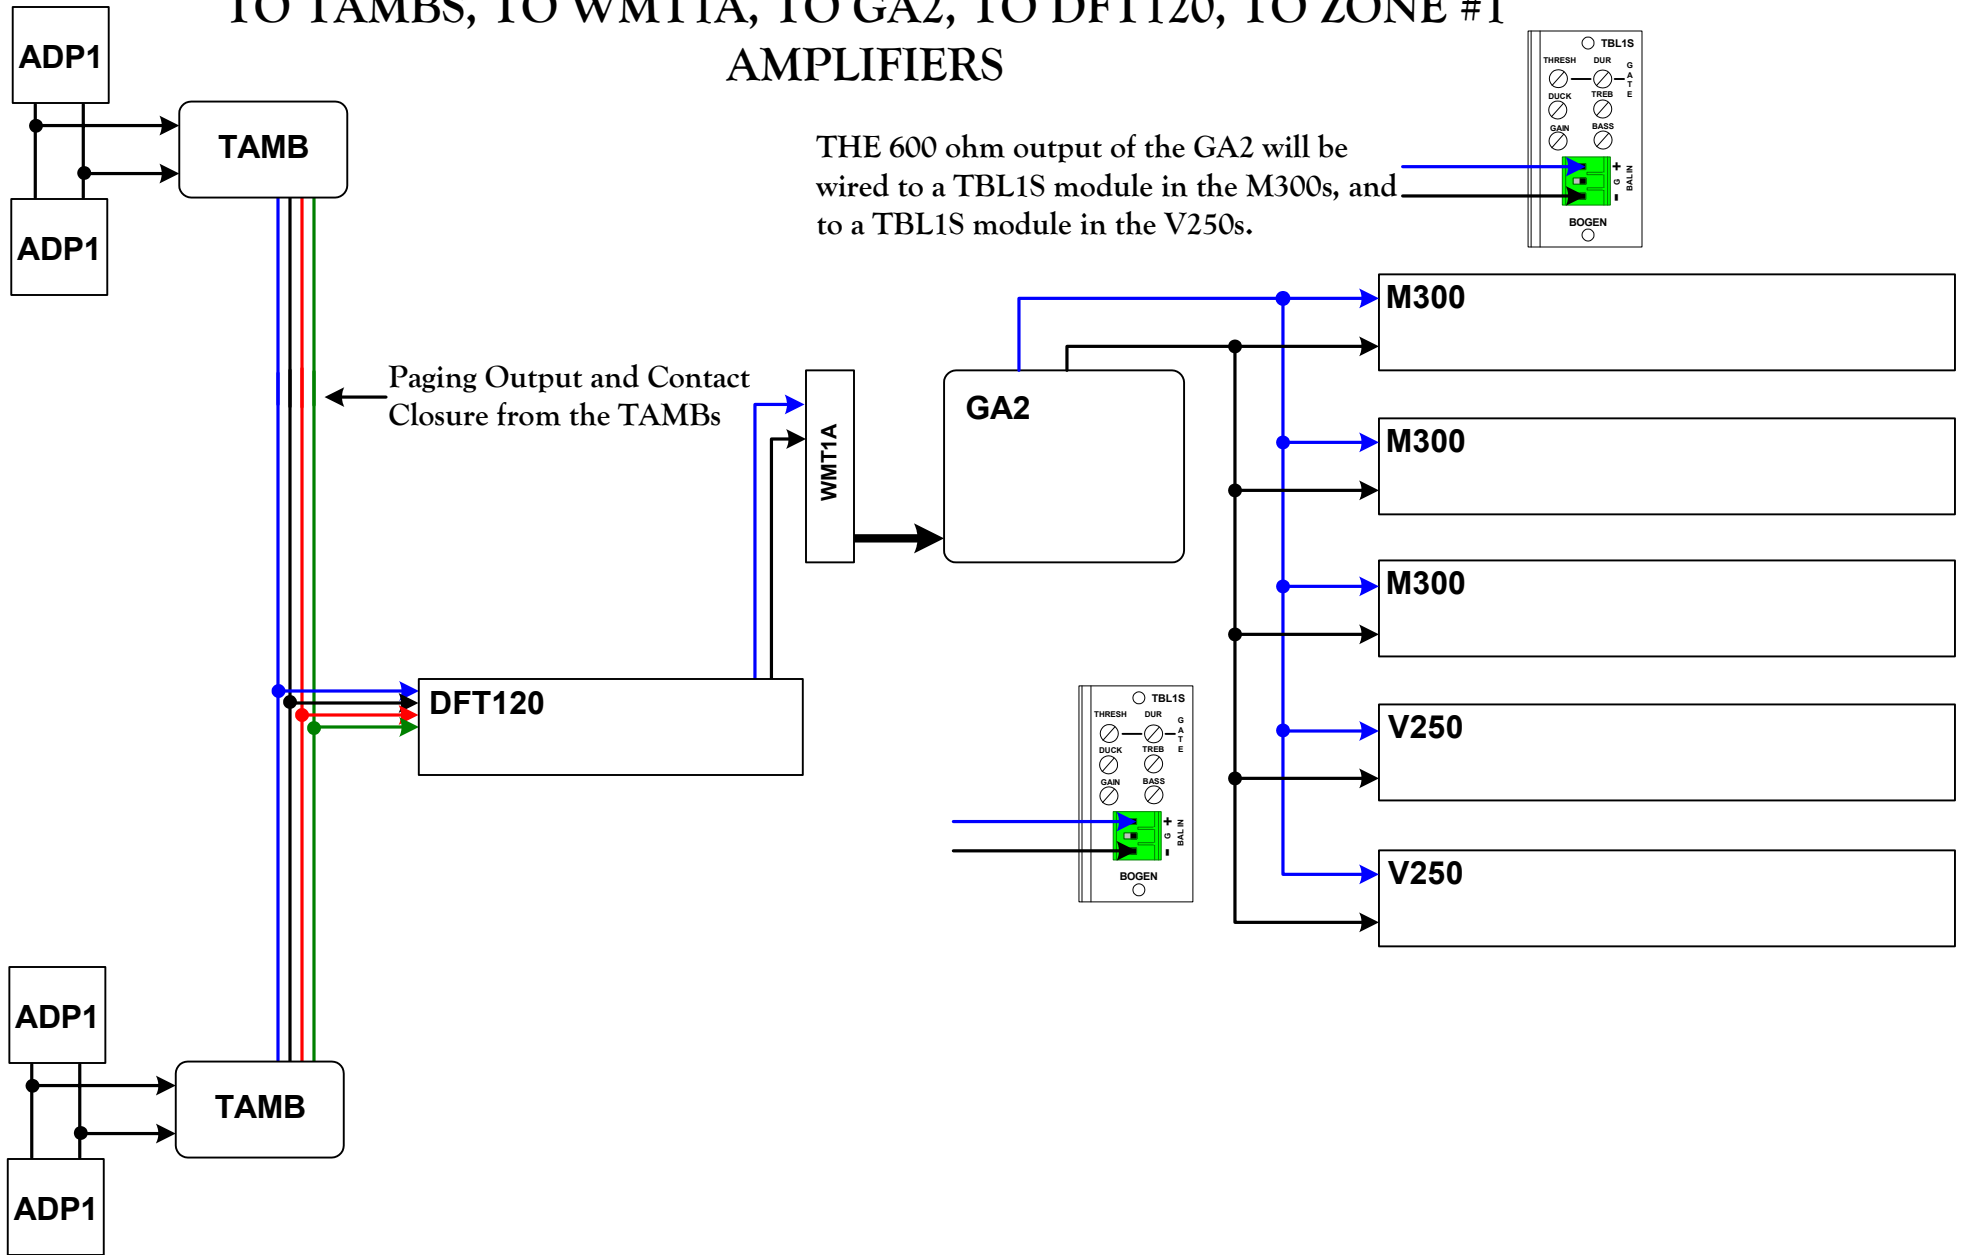 TO TAMBS, TO WMT1A, TO GA2, TO DFT120, TO ZONE #1
AMPLIFIERS
ADP1
TAMB
ADP1
THE 600 ohm output of the GA2 will be
wired to a TBL1S module in the M300s, and
to a TBL1S module in the V250s.
TBL1S
THRESH DUR
GATE
DUCK TREB
GAIN BASS
+
G
-
BAL IN
BOGEN
Paging Output and Contact
Closure from the TAMBs
WMT1A
GA2
M300
M300
M300
V250
V250
DFT120
TBL1S
THRESH DUR
GATE
DUCK TREB
GAIN BASS
+
G
-
BAL IN
BOGEN
ADP1
TAMB
ADP1